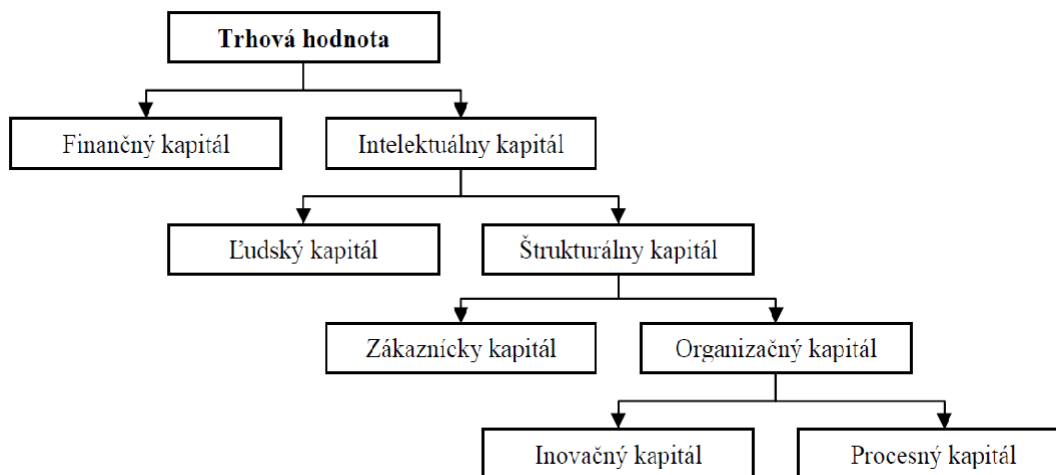 Trhová hodnota
Finančný kapitál
Intelektuálny kapitál
Ľudský kapitál
Štrukturálny kapitál
Zákaznícky kapitál
Organizačný kapitál
Inovačný kapitál
Procesný kapitál